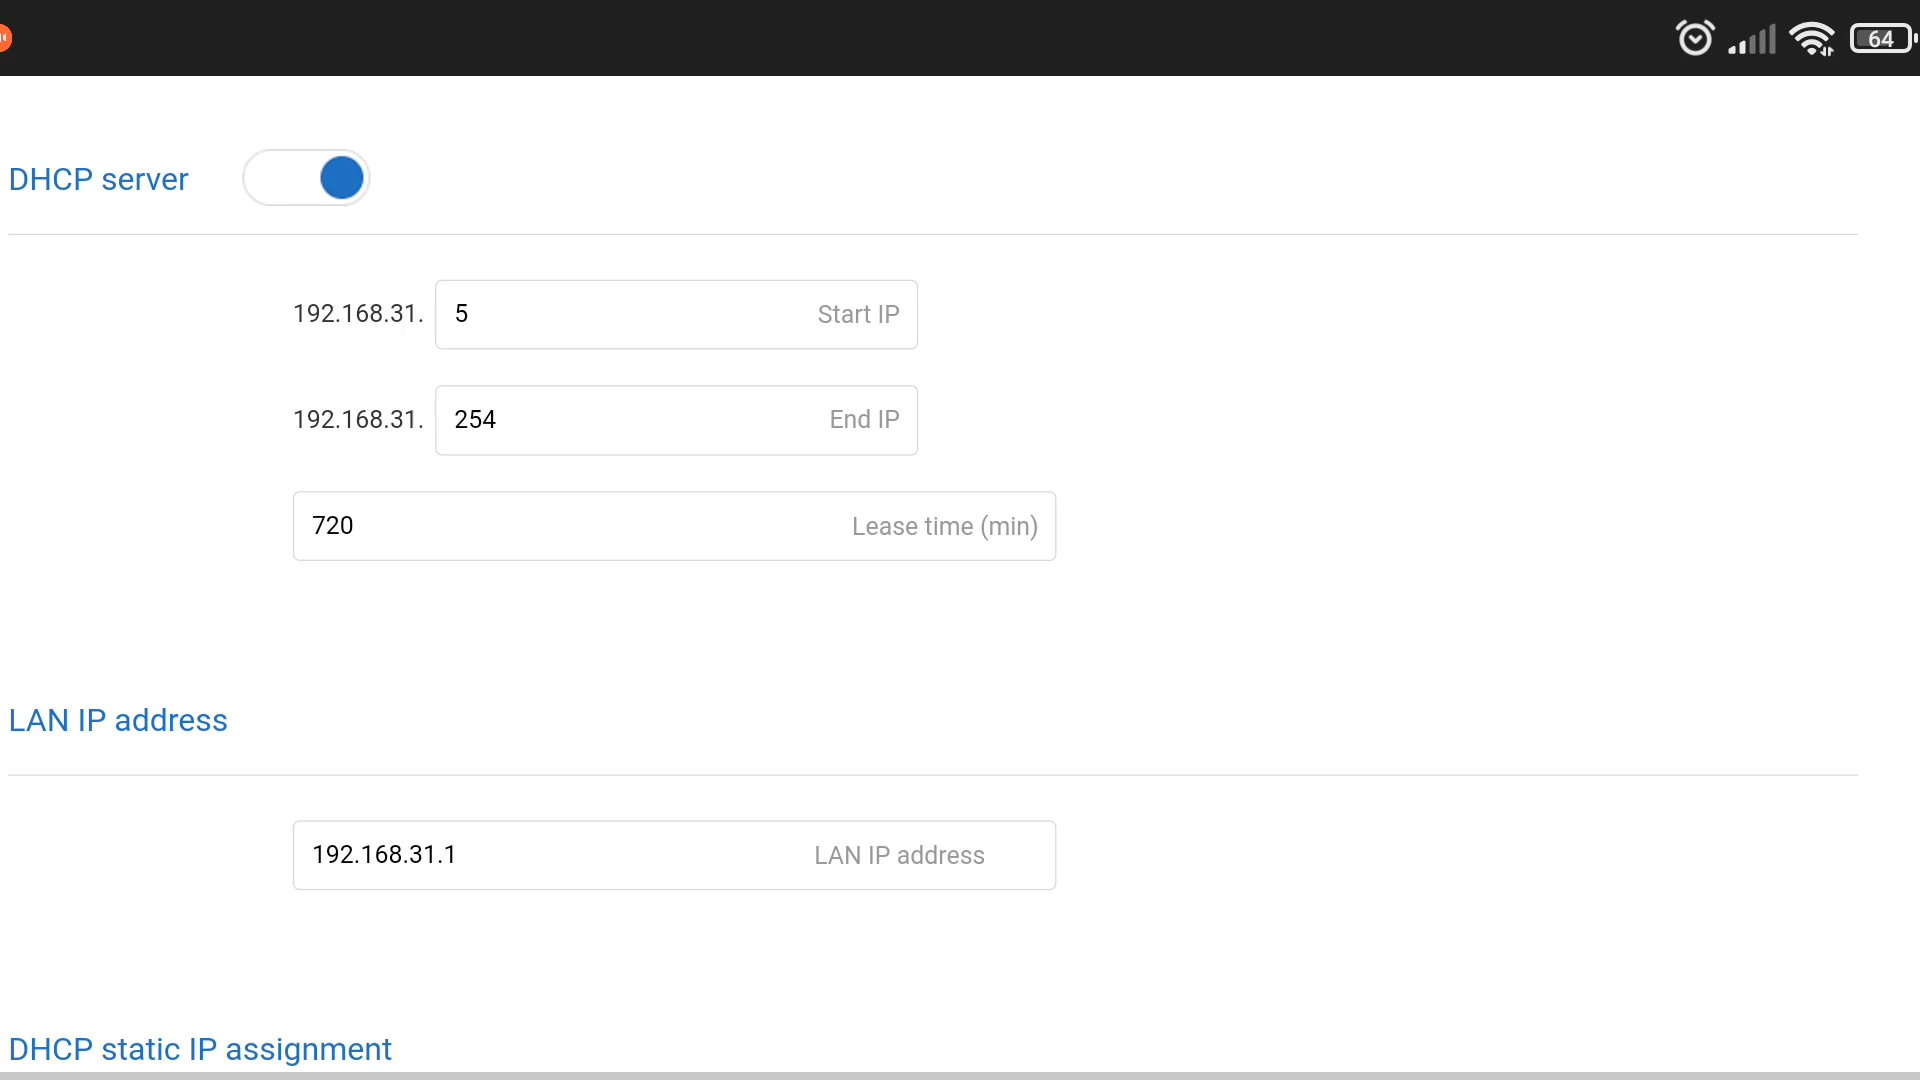 64
DHCP server
192.168.31. 5 Start IP
192.168.31. 254 End IP
720 Lease time (min)
LAN IP address
192.168.31.1 LAN IP address
DHCP static IP assignment